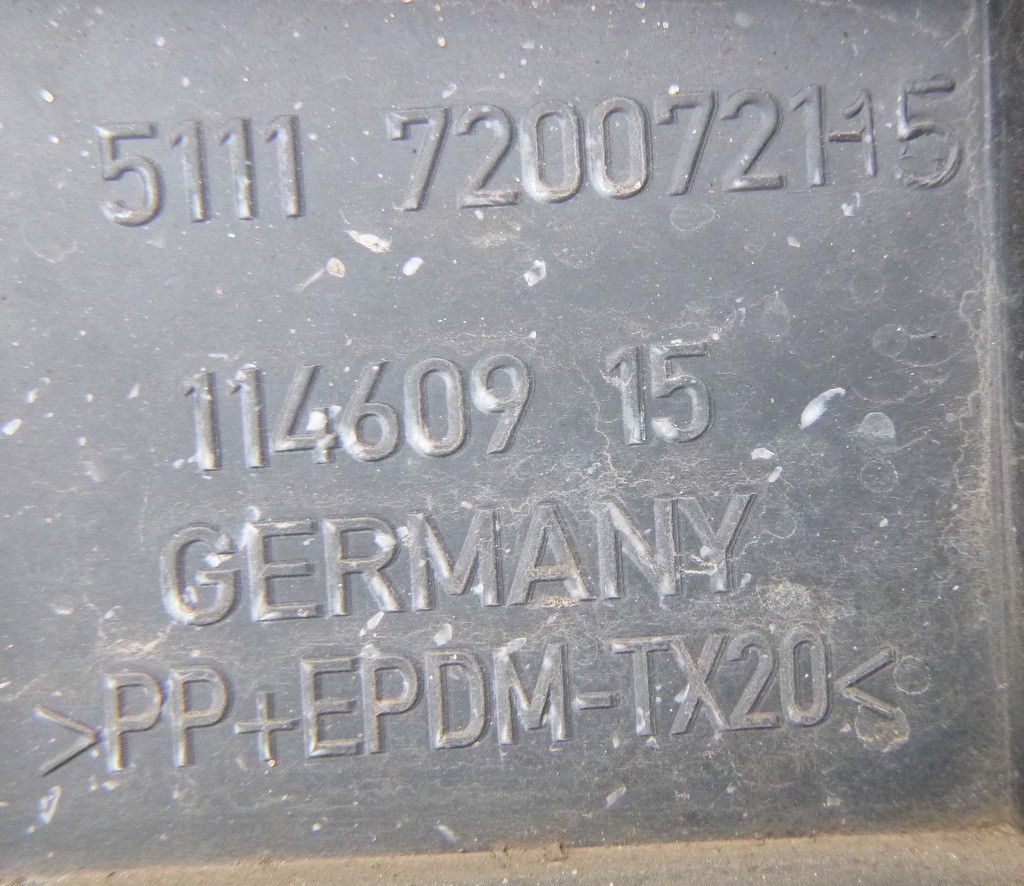 5111 7200721-15
114609 15
GERMANY
>PP+EPDM-TX20<